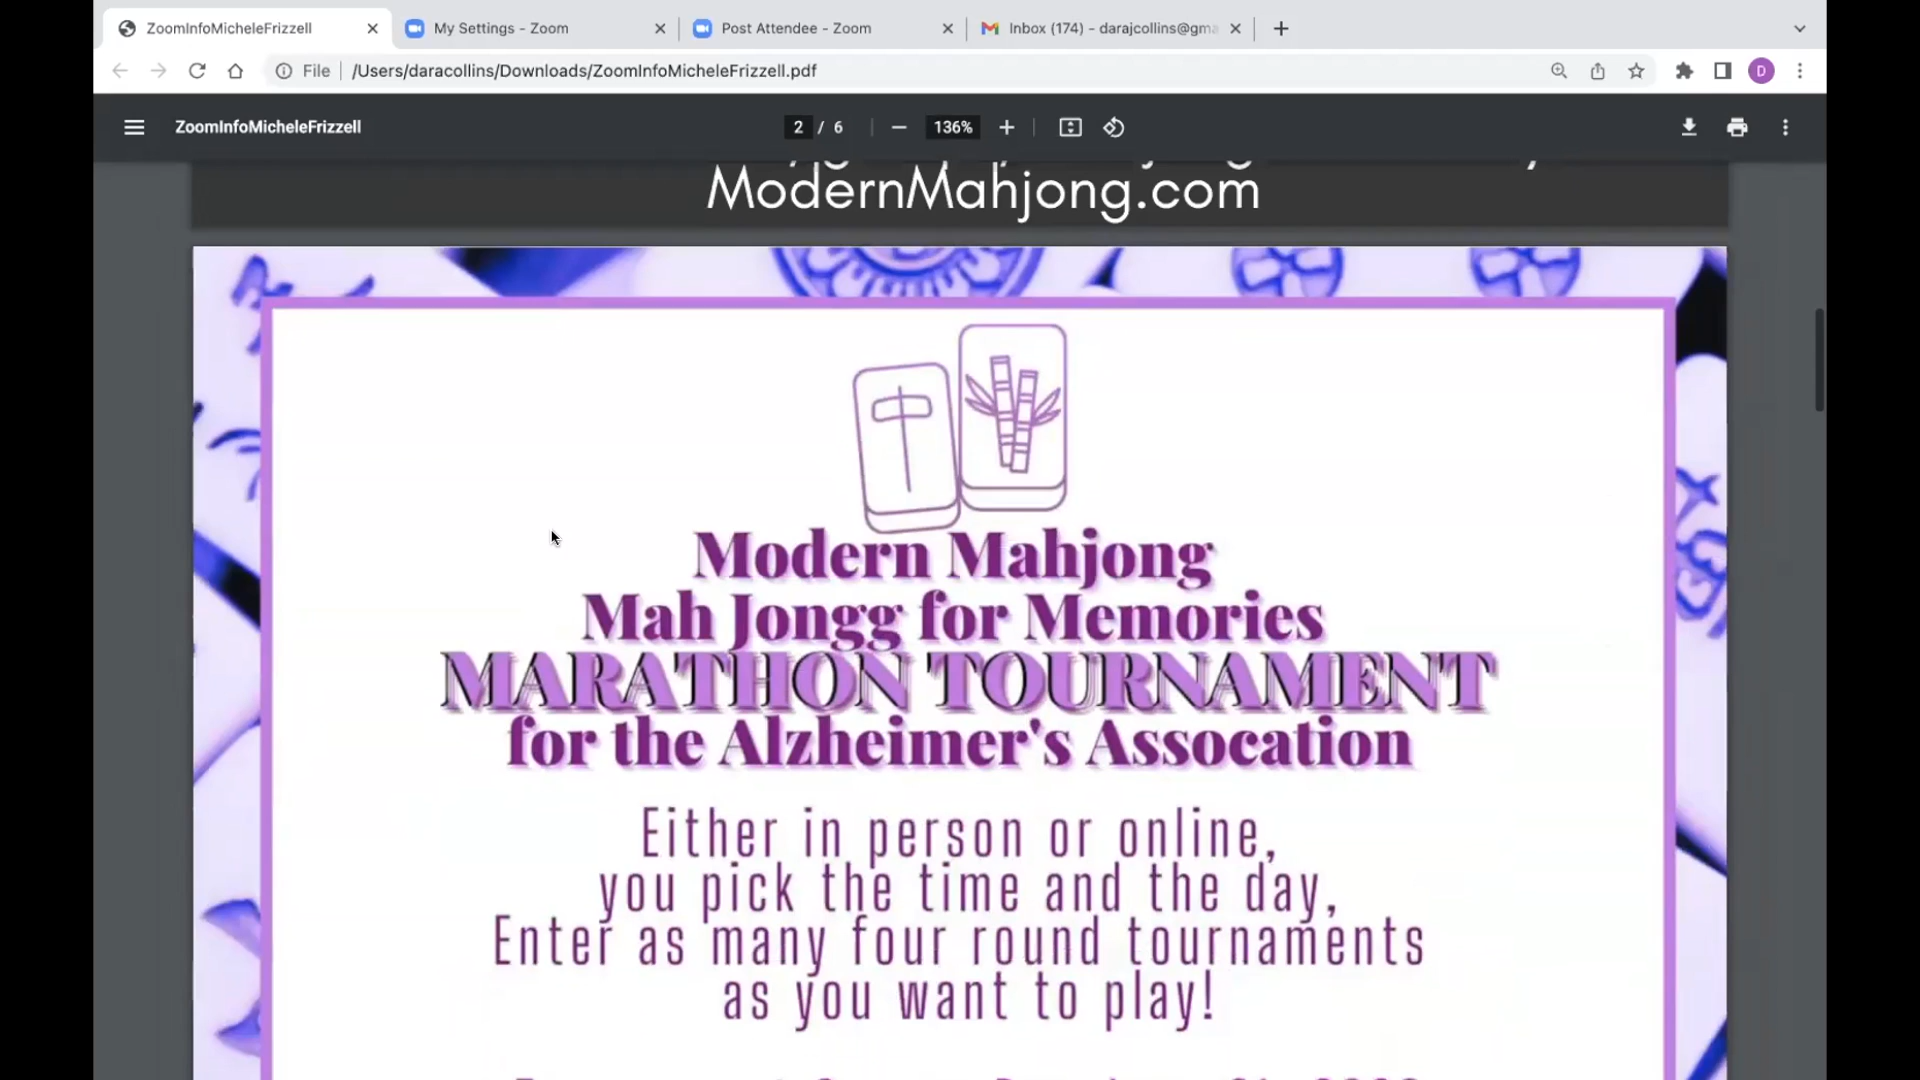 ZoomInfoMicheleFrizzell
My Settings - Zoom
Post Attendee - Zoom
Inbox (174) - darajcollins@gma
File
/Users/daracollins/Downloads/ZoomInfoMicheleFrizzell.pdf
D
ZoomInfoMicheleFrizzell
2 / 6
136%
ModernMahjong.com
Modern Mahjong
Mah Jongg for Memories
MARATHON TOURNAMENT
for the Alzheimer's Assocation
Either in person or online,
you pick the time and the day,
Enter as many four round tournaments
as you want to play!